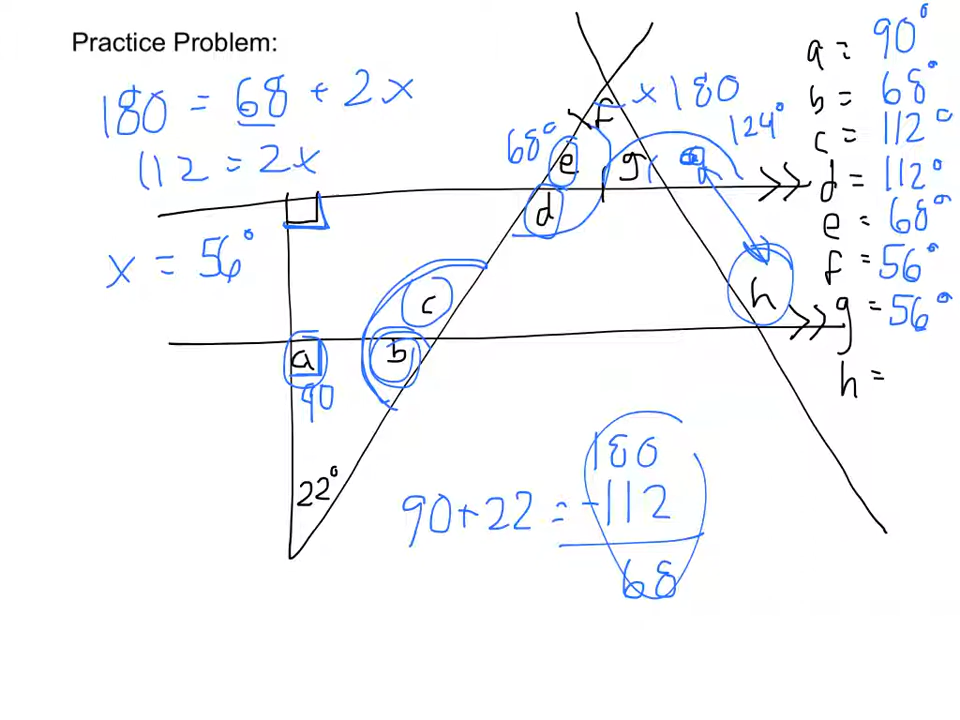 Practice Problem:
180 = 68 + 2x
112 = 2x
x = 56°
x 180
f
68°
e
g
124°
d
c
a
b
90
h
22°
90+22 = 180
-112
68
a = 90°
b = 68°
c = 112°
d = 112°
e = 68°
f = 56°
g = 56°
h =